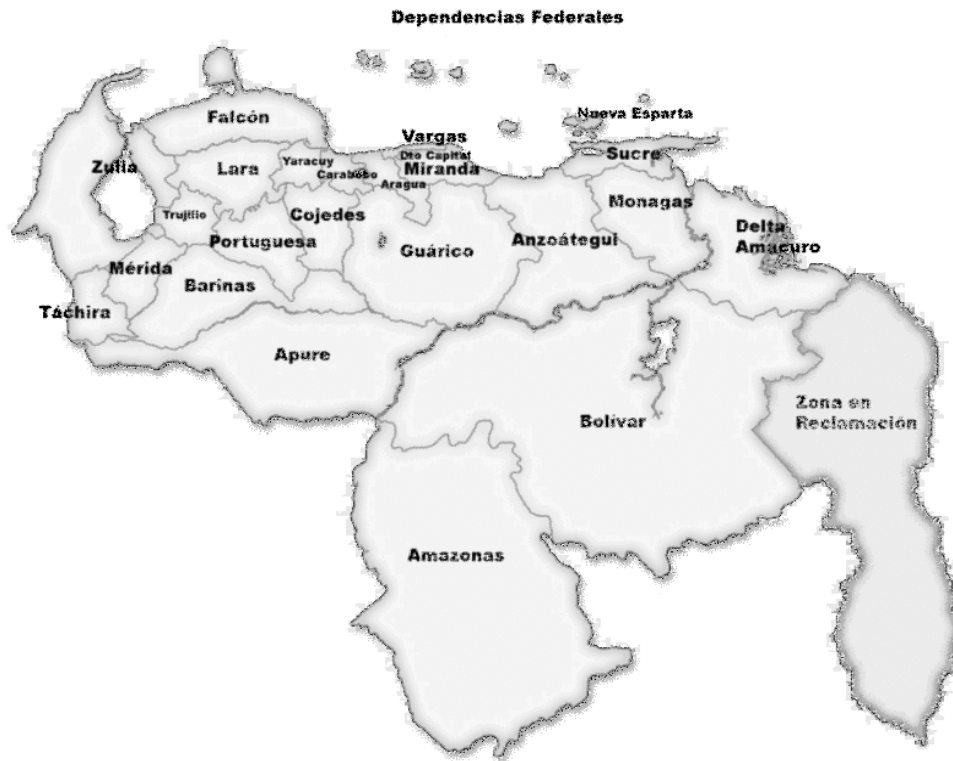 Dependencias Federales
Nueva Esparta
Falcón
Vargas
Dto Capital
Sucre
Zulia
Lara
Yaracuy
Carabobo
Miranda
Aragua
Trujillo
Cojedes
Monagas
Portuguesa
Guárico
Anzoátegui
Delta
Amacuro
Mérida
Barinas
Táchira
Apure
Bolívar
Zona en
Reclamación
Amazonas